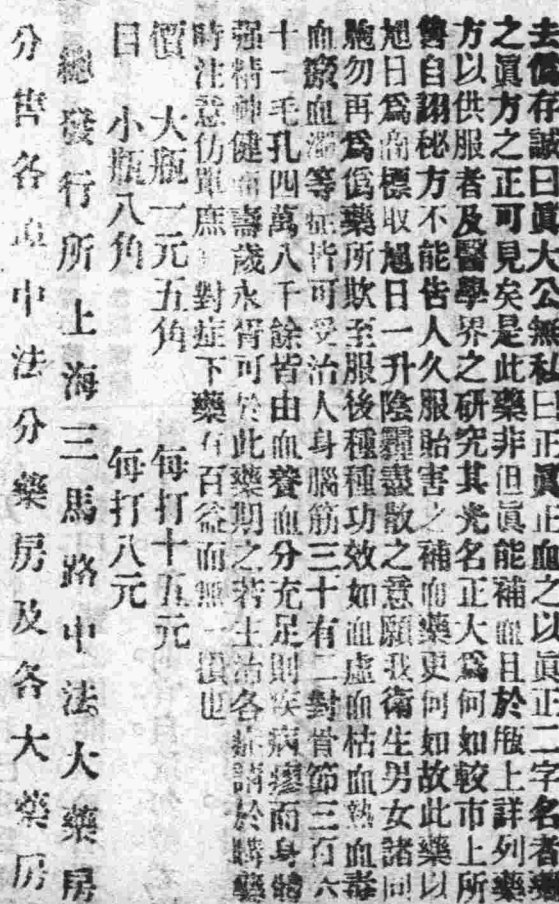 去僞存誠曰眞大公無私曰正眞正血之以眞正二字名者藥
之眞方之正可見矣是此藥非但眞能補血且於瓶上詳列藥
方以供服者及醫學界之研究其光名正大爲何如較市上所
售自詡秘方不能告人久服貽害之補血藥更何如故此藥以
旭日爲商標取旭日一升陰霾盡散之意願我衛生男女諸同
胞勿再爲僞藥所欺至服後種種功效如血虛血枯血熱血毒
血瘀血濁等症皆可受治人身腦筋三十有二對骨節三百六
十一毛孔四萬八千餘皆由血養血分充足則疾病瘳而身體
强精神健而壽歲永胥可於此藥期之若主治各症請於購藥
時注意仿單庶對症下藥有百益而無一損也
價 大瓶一元五角 每打十五元
目 小瓶八角 每打八元
總發行所上海三馬路中法大藥房
分售各埠中法分藥房及各大藥房